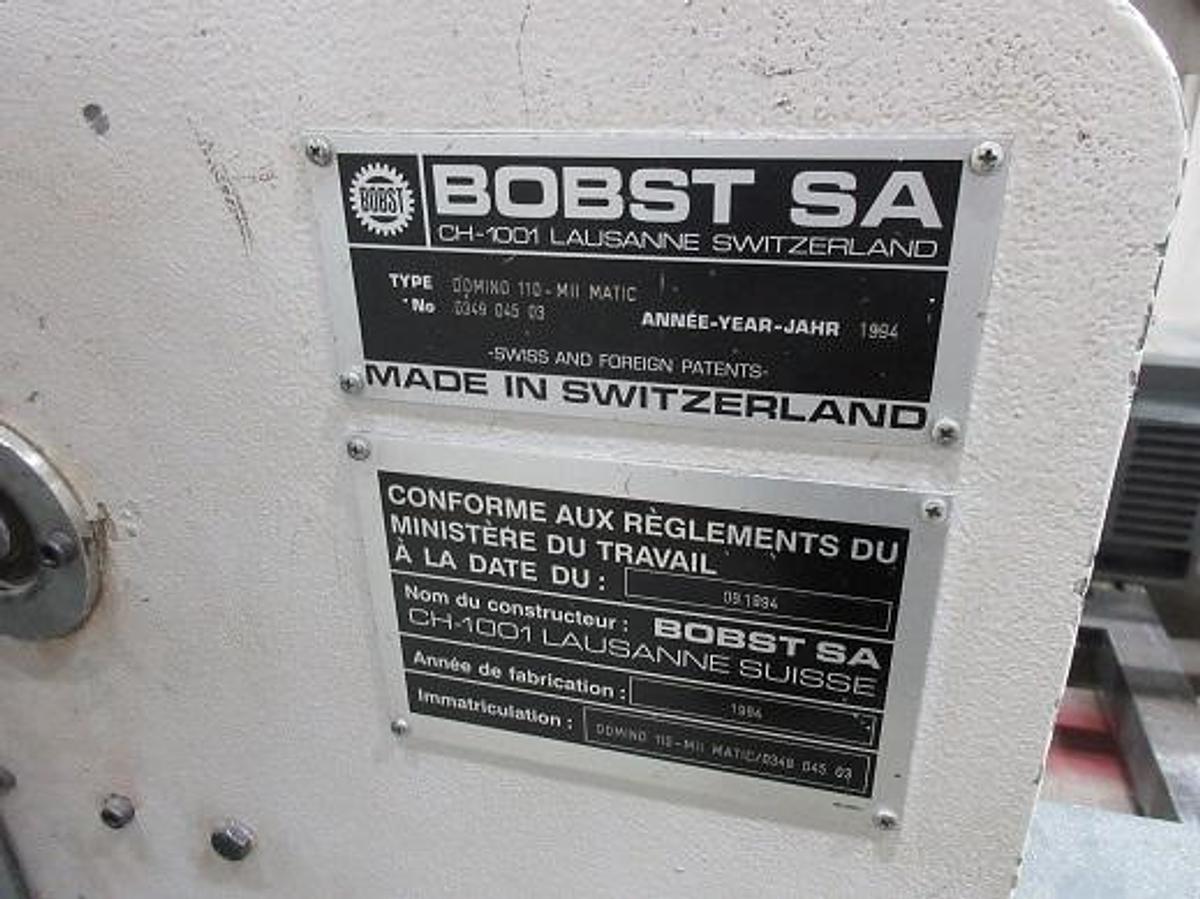 BOBST
BOBST SA
CH-1001 LAUSANNE SWITZERLAND
TYPE DOMINO 110-MII MATIC
No 0349 045 03
ANNÉE-YEAR-JAHR 1994
-SWISS AND FOREIGN PATENTS-
MADE IN SWITZERLAND
CONFORME AUX RÈGLEMENTS DU
MINISTÈRE DU TRAVAIL
À LA DATE DU : 09.1994
Nom du constructeur : BOBST SA
CH-1001 LAUSANNE SUISSE
Année de fabrication : 1994
Immatriculation : DOMINO 110-MII MATIC/0349 045 03